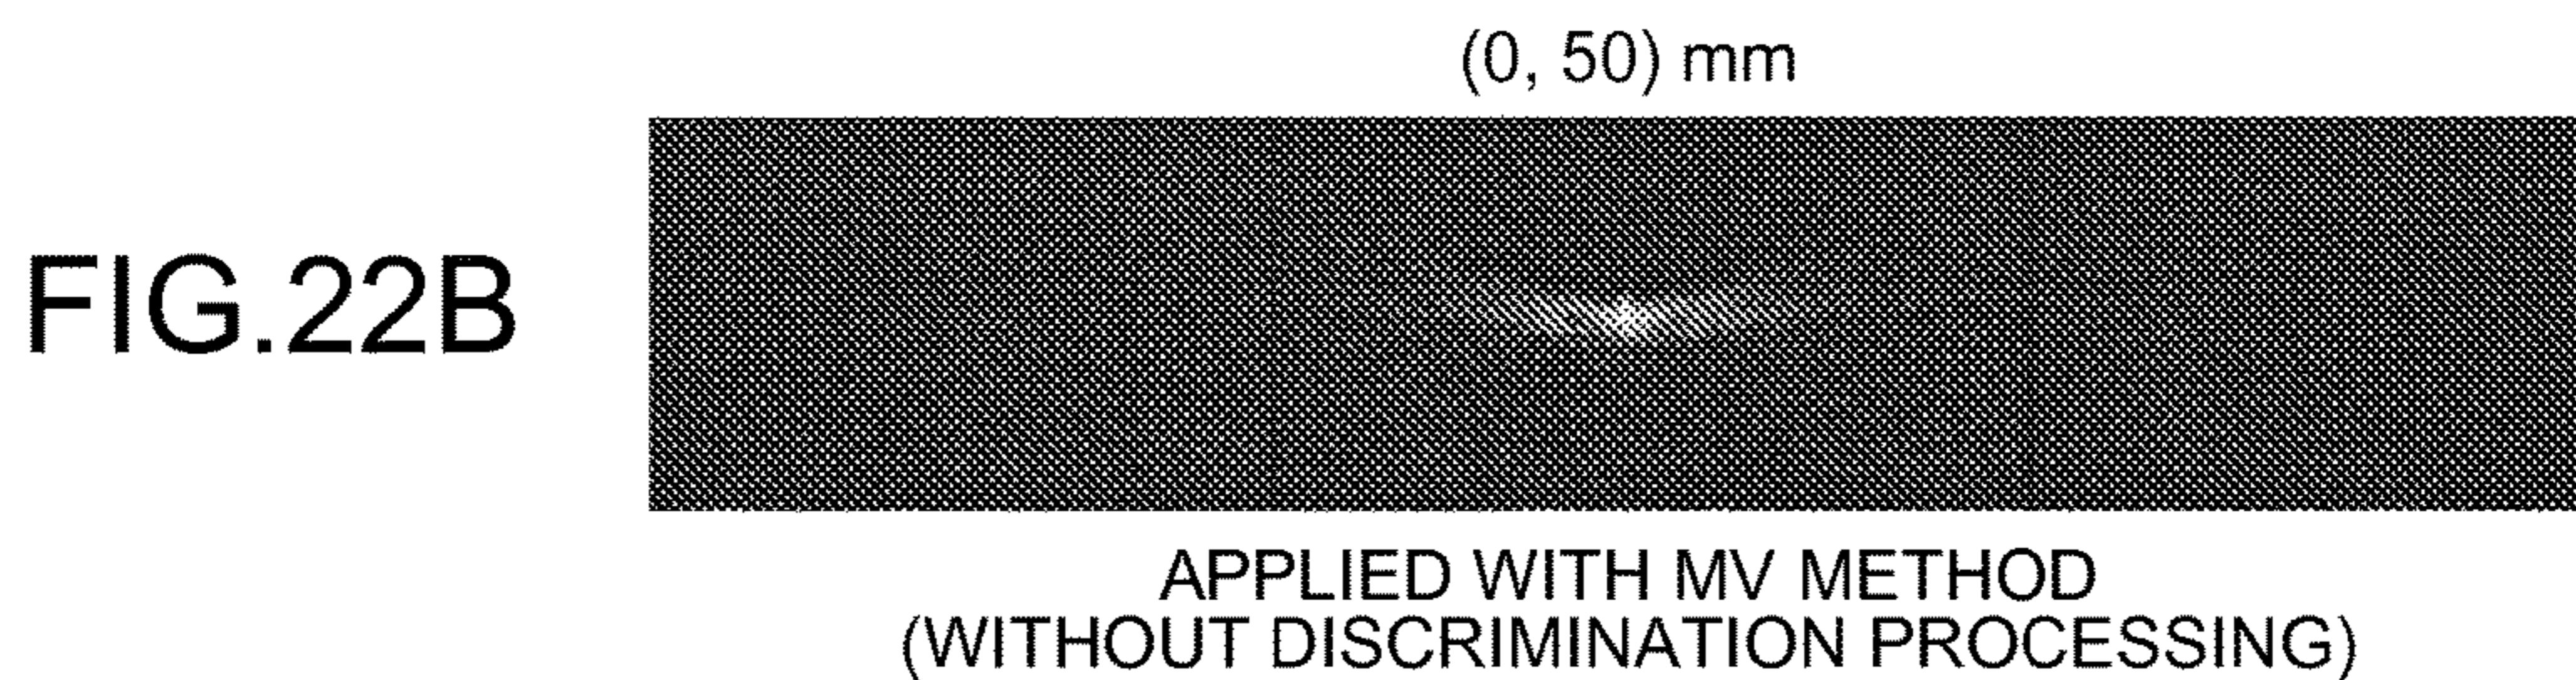 (0, 50) mm
FIG.22B
APPLIED WITH MV METHOD
(WITHOUT DISCRIMINATION PROCESSING)